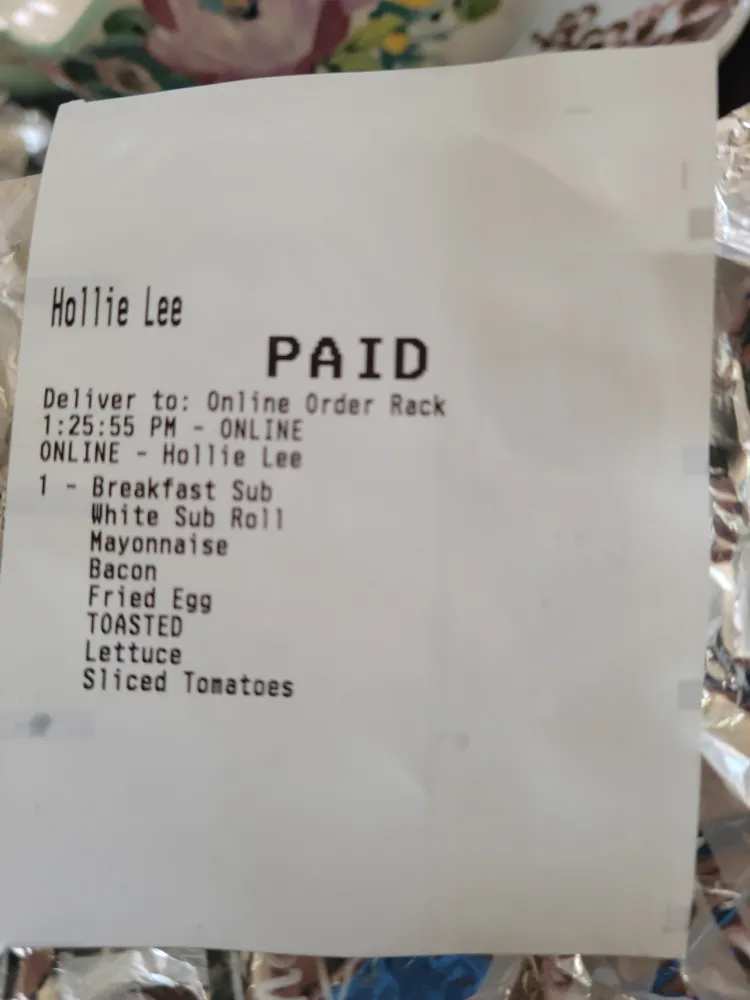 Hollie Lee
PAID
Deliver to: Online Order Rack
1:25:55 PM - ONLINE
ONLINE - Hollie Lee
1 - Breakfast Sub
White Sub Roll
Mayonnaise
Bacon
Fried Egg
TOASTED
Lettuce
Sliced Tomatoes